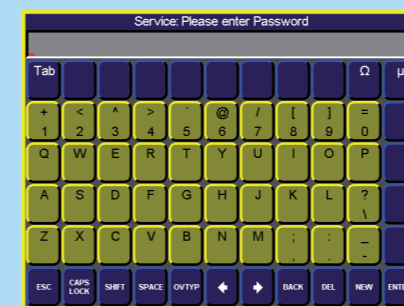 Service: Please enter Password
Tab Ω µ
+ < ^ > ` @ / [ ] =
1 2 3 4 5 6 7 8 9 0
Q W E R T Y U I O P
A S D F G H J K L ?
\
Z X C V B N M ; : _
, . -
ESC CAPS LOCK SHIFT SPACE OVTYP 🡸 🡺 BACK DEL NEW ENTE